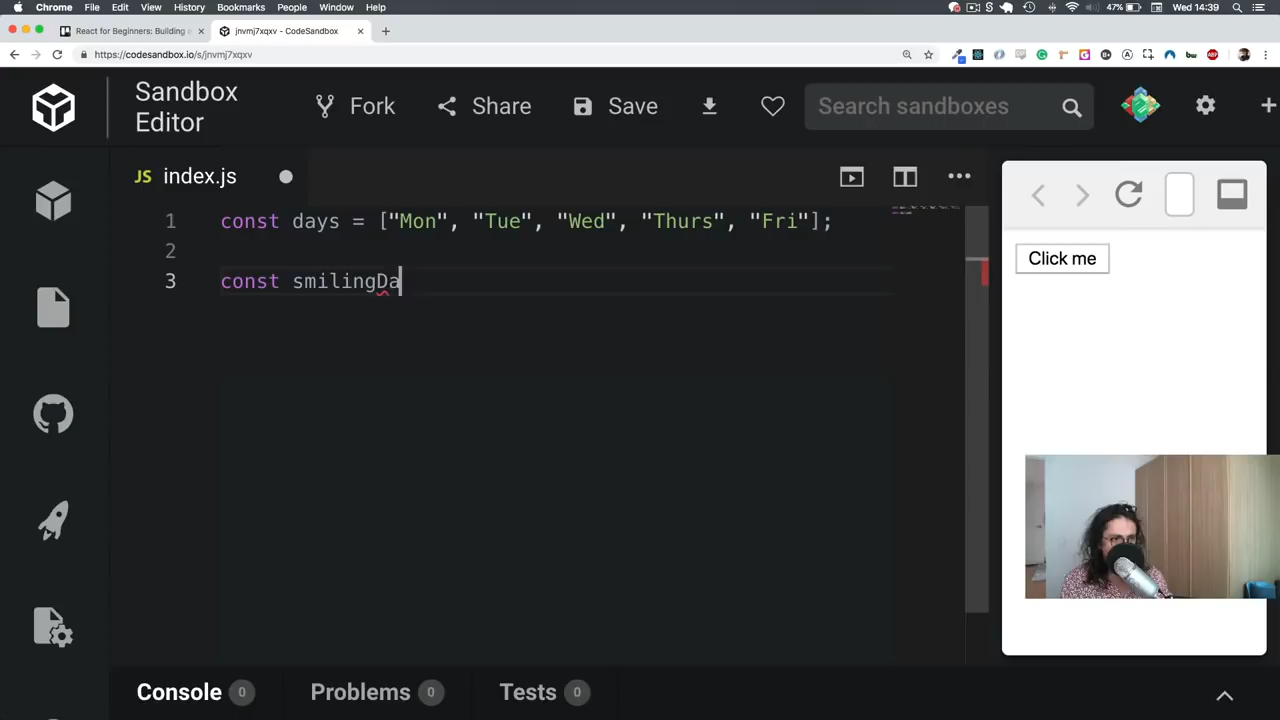 Chrome File Edit View History Bookmarks People Window Help
47% Wed 14:39
React for Beginners: Building
jnvmj7xqxv - CodeSandbox
https://codesandbox.io/s/jnvmj7xqxv
Sandbox Editor
Fork
Share
Save
Search sandboxes
JS index.js
1 const days = ["Mon", "Tue", "Wed", "Thurs", "Fri"];
2
3 const smilingDa
Click me
Console 0
Problems 0
Tests 0